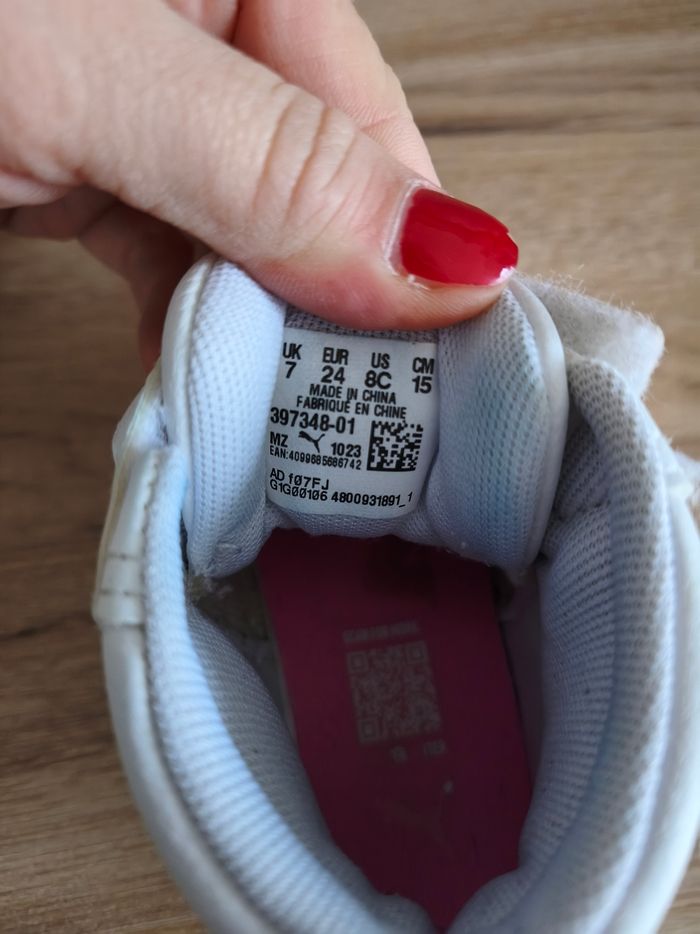 UK EUR US CM
7 24 8C 15
MADE IN CHINA
FABRIQUÉ EN CHINE
397348-01
MZ 1023
EAN:4099685686742
AD f07FJ
G1G00106 4800931891_1